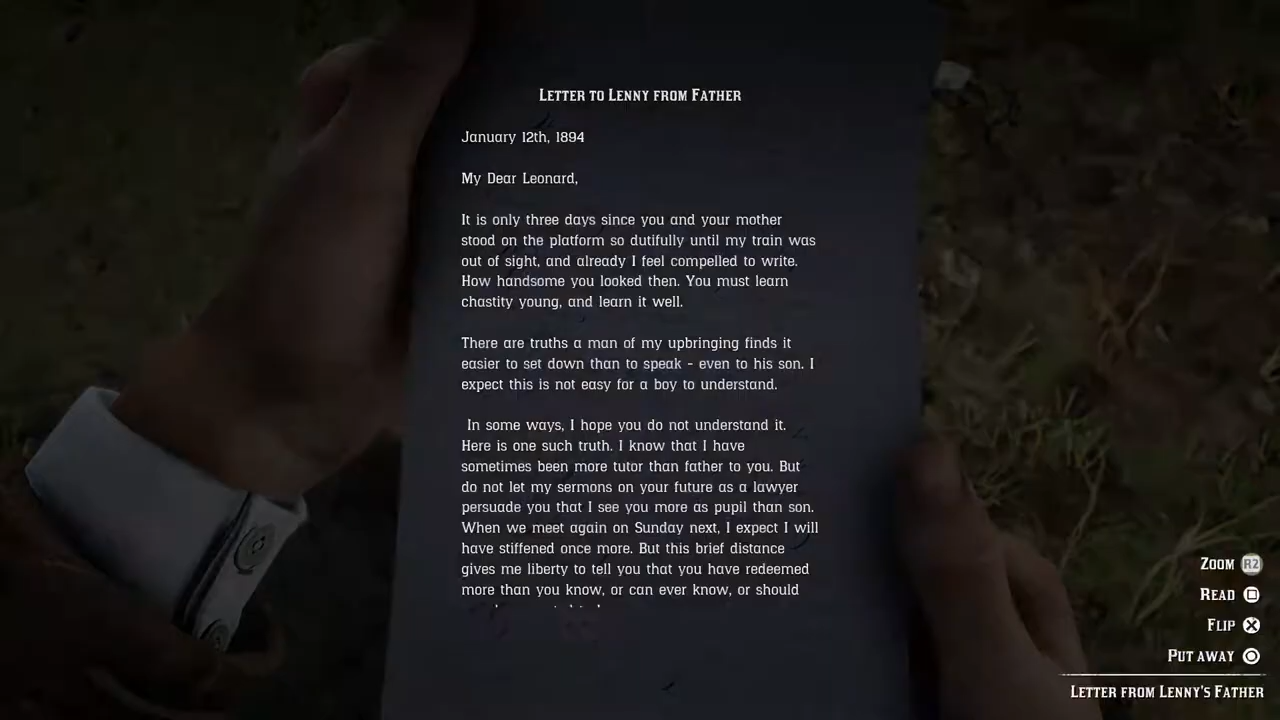 Letter to Lenny from Father
January 12th, 1894
My Dear Leonard,
It is only three days since you and your mother
stood on the platform so dutifully until my train was
out of sight, and already I feel compelled to write.
How handsome you looked then. You must learn
chastity young, and learn it well.
There are truths a man of my upbringing finds it
easier to set down than to speak - even to his son. I
expect this is not easy for a boy to understand.
In some ways, I hope you do not understand it.
Here is one such truth. I know that I have
sometimes been more tutor than father to you. But
do not let my sermons on your future as a lawyer
persuade you that I see you more as pupil than son.
When we meet again on Sunday next, I expect I will
have stiffened once more. But this brief distance
gives me liberty to tell you that you have redeemed
more than you know, or can ever know, or should
Zoom R2
Read
Flip
Put away
Letter from Lenny's Father